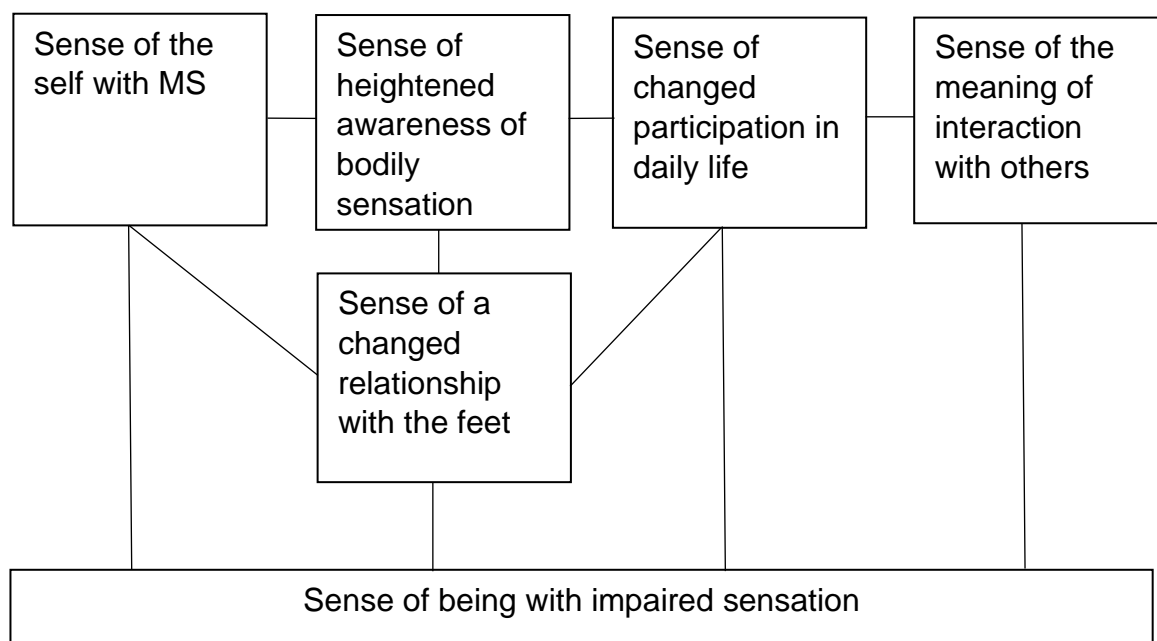 Sense of the
self with MS
Sense of
heightened
awareness of
bodily
sensation
Sense of
changed
participation in
daily life
Sense of the
meaning of
interaction
with others
Sense of a
changed
relationship
with the feet
Sense of being with impaired sensation